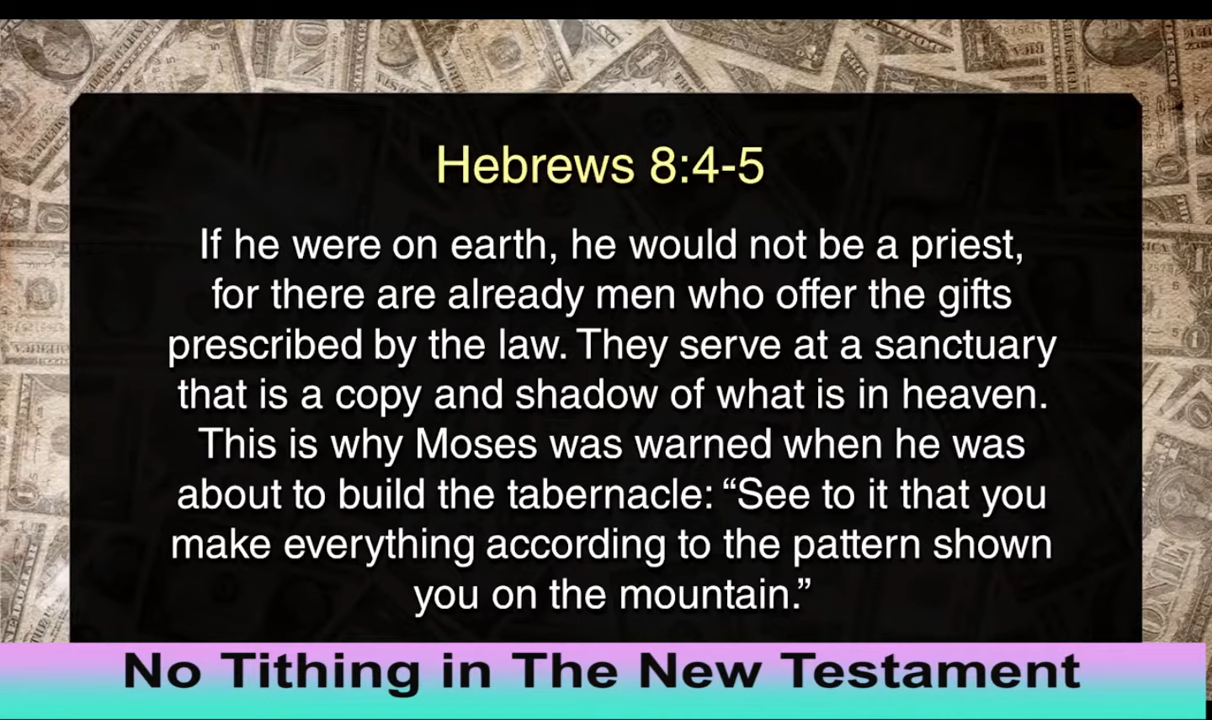 Hebrews 8:4-5
If he were on earth, he would not be a priest,
for there are already men who offer the gifts
prescribed by the law. They serve at a sanctuary
that is a copy and shadow of what is in heaven.
This is why Moses was warned when he was
about to build the tabernacle: “See to it that you
make everything according to the pattern shown
you on the mountain.”
No Tithing in The New Testament